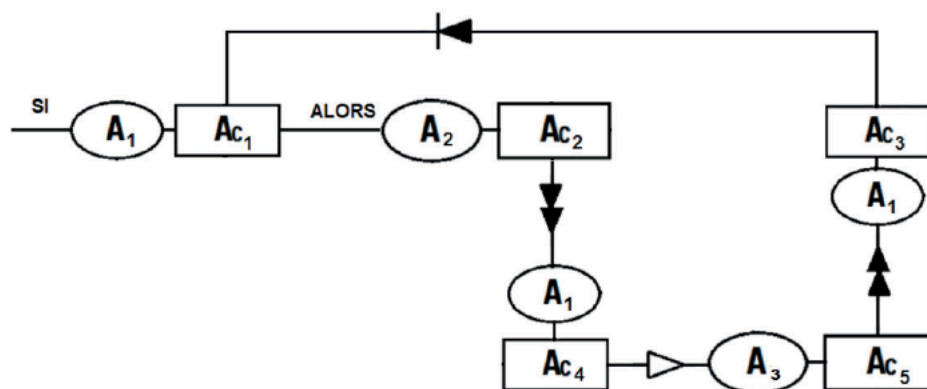 SI A₁ Ac₁ ALORS A₂ Ac₂ Ac₃
A₁
A₁
Ac₄ A₃ Ac₅